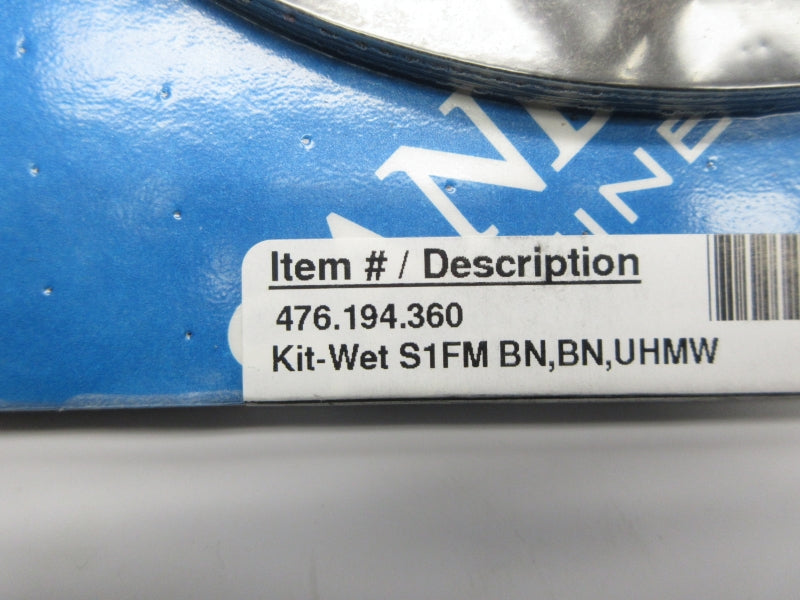 Item # / Description
476.194.360
Kit-Wet S1FM BN,BN,UHMW